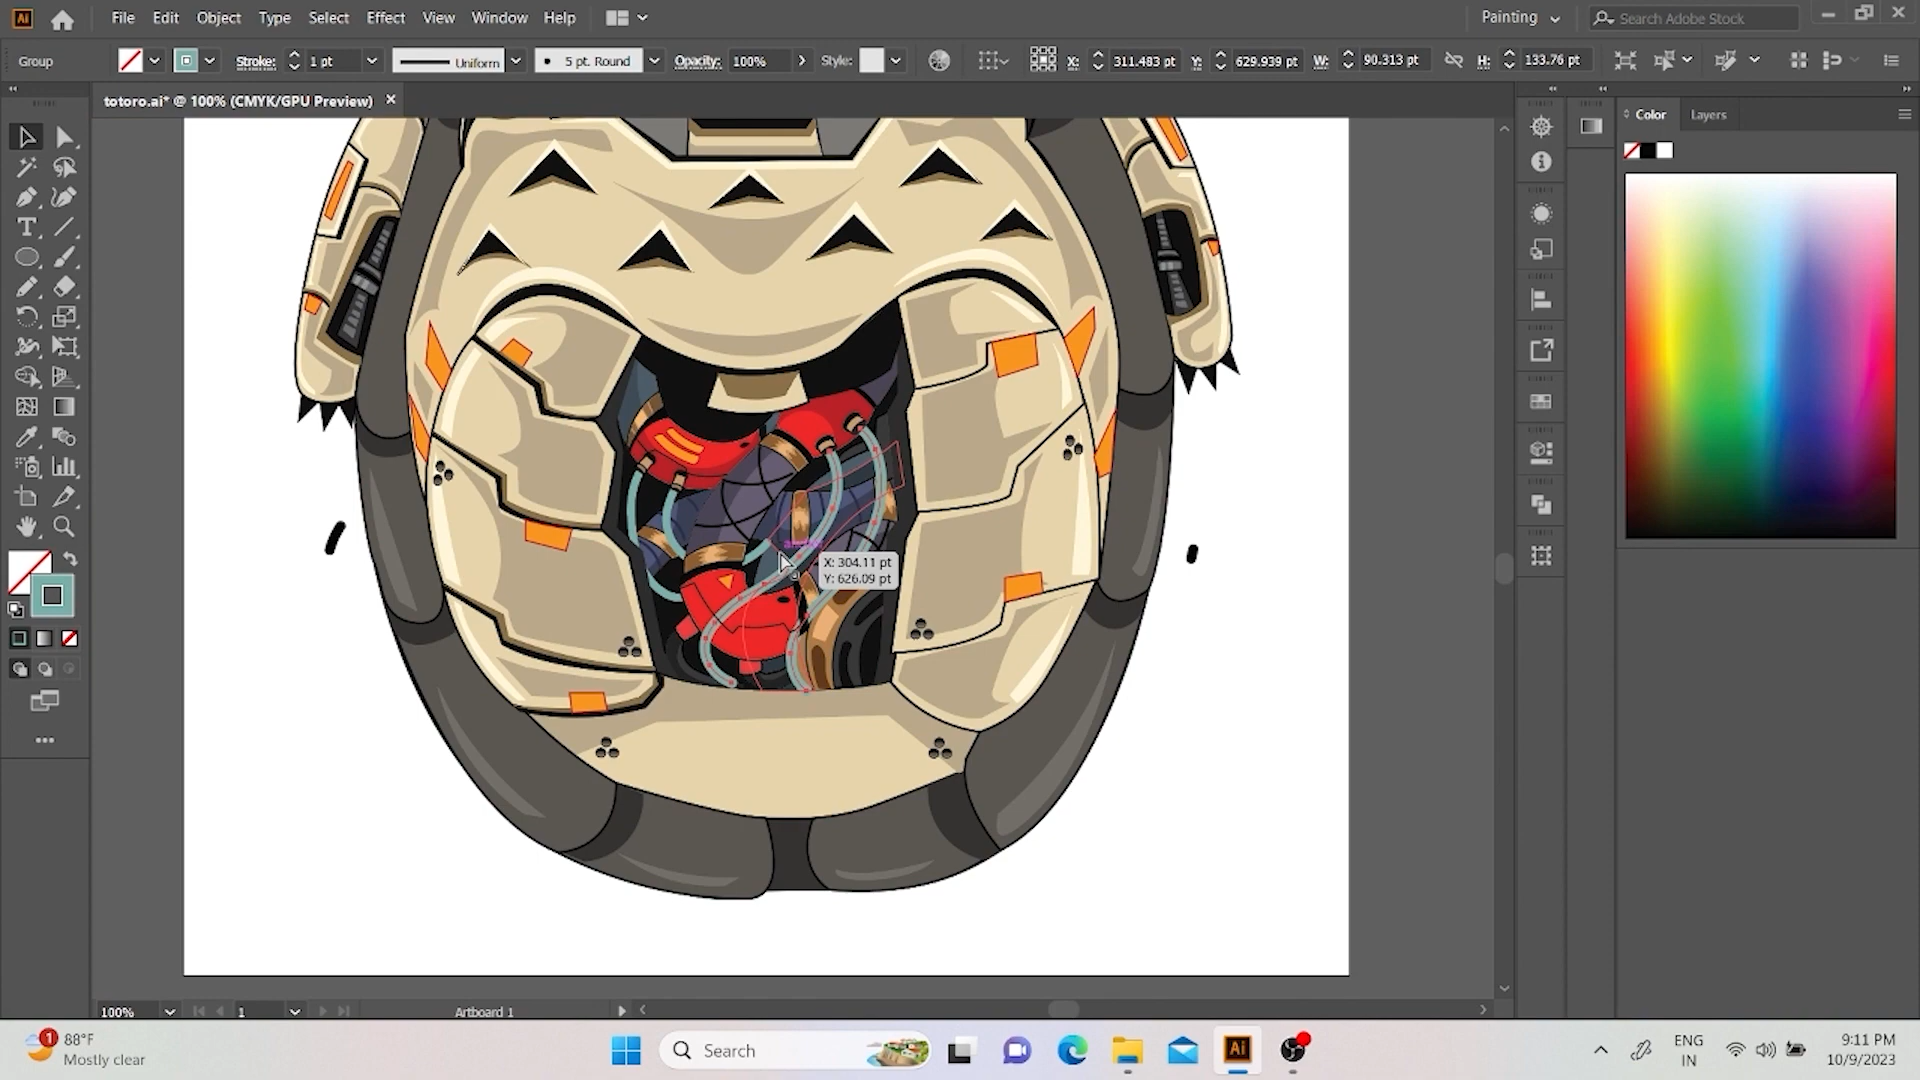 Ai File Edit Object Type Select Effect View Window Help Painting Search Adobe Stock
Group Stroke: 1 pt Uniform 5 pt. Round Opacity: 100% Style: X: 311.483 pt Y: 629.939 pt W: 90.313 pt H: 133.76 pt
totoro.ai* @ 100% (CMYK/GPU Preview)
Color Layers
X: 304.11 pt
Y: 626.09 pt
100% 1 Artboard 1
1 88°F
Mostly clear
Search
Ai
ENG
IN
9:11 PM
10/9/2023